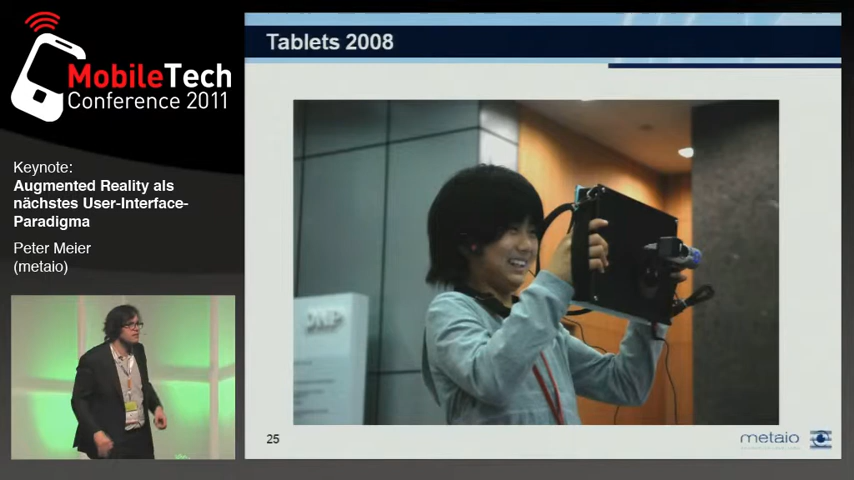 MobileTech
Conference 2011
Keynote:
Augmented Reality als
nächstes User-Interface-
Paradigma
Peter Meier
(metaio)
Tablets 2008
DNP
25
metaio